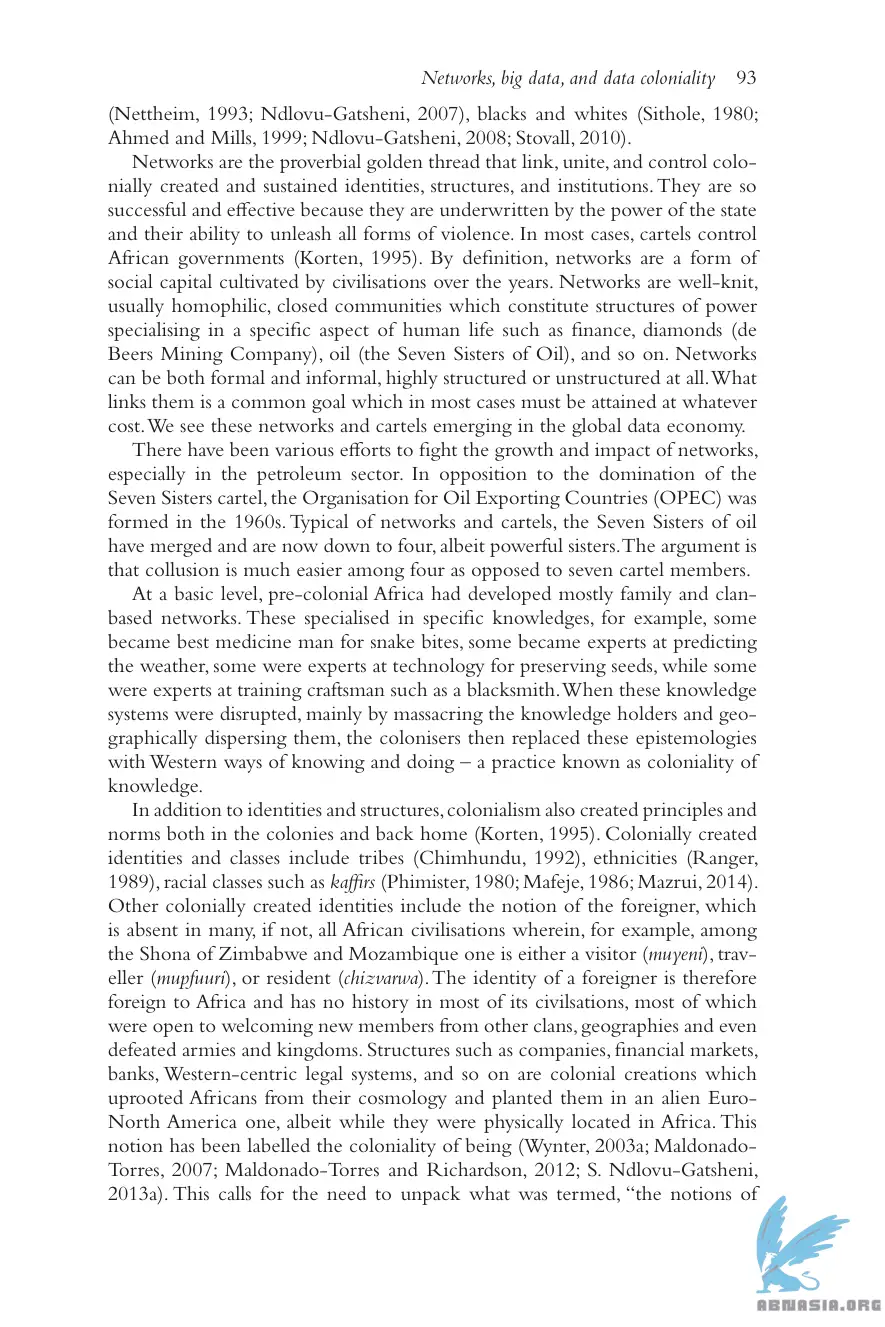 Networks, big data, and data coloniality 93
(Nettheim, 1993; Ndlovu-Gatsheni, 2007), blacks and whites (Sithole, 1980;
Ahmed and Mills, 1999; Ndlovu-Gatsheni, 2008; Stovall, 2010).
Networks are the proverbial golden thread that link, unite, and control colo-
nially created and sustained identities, structures, and institutions. They are so
successful and effective because they are underwritten by the power of the state
and their ability to unleash all forms of violence. In most cases, cartels control
African governments (Korten, 1995). By definition, networks are a form of
social capital cultivated by civilisations over the years. Networks are well-knit,
usually homophilic, closed communities which constitute structures of power
specialising in a specific aspect of human life such as finance, diamonds (de
Beers Mining Company), oil (the Seven Sisters of Oil), and so on. Networks
can be both formal and informal, highly structured or unstructured at all. What
links them is a common goal which in most cases must be attained at whatever
cost. We see these networks and cartels emerging in the global data economy.
There have been various efforts to fight the growth and impact of networks,
especially in the petroleum sector. In opposition to the domination of the
Seven Sisters cartel, the Organisation for Oil Exporting Countries (OPEC) was
formed in the 1960s. Typical of networks and cartels, the Seven Sisters of oil
have merged and are now down to four, albeit powerful sisters. The argument is
that collusion is much easier among four as opposed to seven cartel members.
At a basic level, pre-colonial Africa had developed mostly family and clan-
based networks. These specialised in specific knowledges, for example, some
became best medicine man for snake bites, some became experts at predicting
the weather, some were experts at technology for preserving seeds, while some
were experts at training craftsman such as a blacksmith. When these knowledge
systems were disrupted, mainly by massacring the knowledge holders and geo-
graphically dispersing them, the colonisers then replaced these epistemologies
with Western ways of knowing and doing – a practice known as coloniality of
knowledge.
In addition to identities and structures, colonialism also created principles and
norms both in the colonies and back home (Korten, 1995). Colonially created
identities and classes include tribes (Chimhundu, 1992), ethnicities (Ranger,
1989), racial classes such as kaffirs (Phimister, 1980; Mafeje, 1986; Mazrui, 2014).
Other colonially created identities include the notion of the foreigner, which
is absent in many, if not, all African civilisations wherein, for example, among
the Shona of Zimbabwe and Mozambique one is either a visitor (muyeni), trav-
eller (mupfuuri), or resident (chizvarwa). The identity of a foreigner is therefore
foreign to Africa and has no history in most of its civilsations, most of which
were open to welcoming new members from other clans, geographies and even
defeated armies and kingdoms. Structures such as companies, financial markets,
banks, Western-centric legal systems, and so on are colonial creations which
uprooted Africans from their cosmology and planted them in an alien Euro-
North America one, albeit while they were physically located in Africa. This
notion has been labelled the coloniality of being (Wynter, 2003a; Maldonado-
Torres, 2007; Maldonado-Torres and Richardson, 2012; S. Ndlovu-Gatsheni,
2013a). This calls for the need to unpack what was termed, “the notions of
ABNASIA.ORG